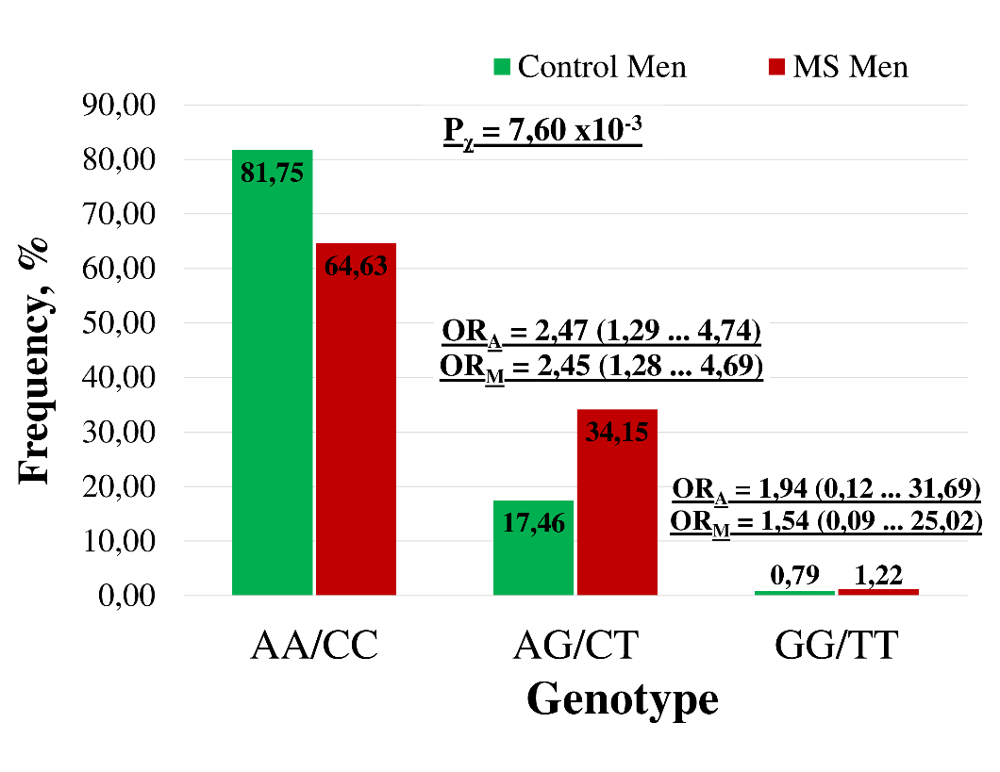 Control Men MS Men
90,00
80,00
70,00
60,00
50,00
40,00
30,00
20,00
10,00
0,00
Frequency, %
Pχ = 7,60 x10-3
81,75
64,63
ORA = 2,47 (1,29 ... 4,74)
ORM = 2,45 (1,28 ... 4,69)
17,46
34,15
ORA = 1,94 (0,12 ... 31,69)
ORM = 1,54 (0,09 ... 25,02)
0,79 1,22
AA/CC AG/CT GG/TT
Genotype